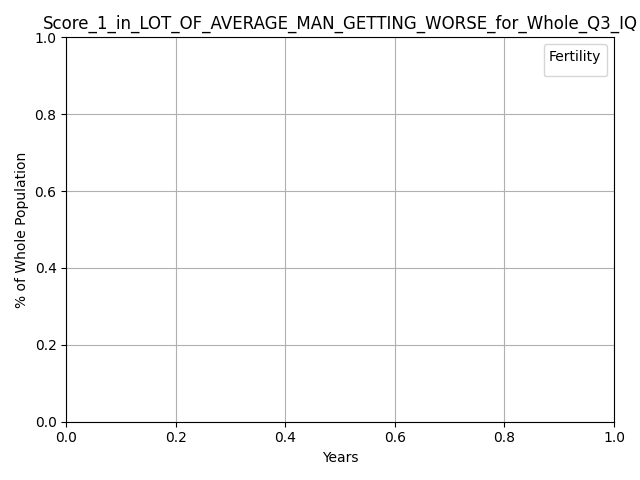 Score_1_in_LOT_OF_AVERAGE_MAN_GETTING_WORSE_for_Whole_Q3_IQ
1.0
Fertility
0.8
0.6
0.4
0.2
0.0
% of Whole Population
0.0 0.2 0.4 0.6 0.8 1.0
Years